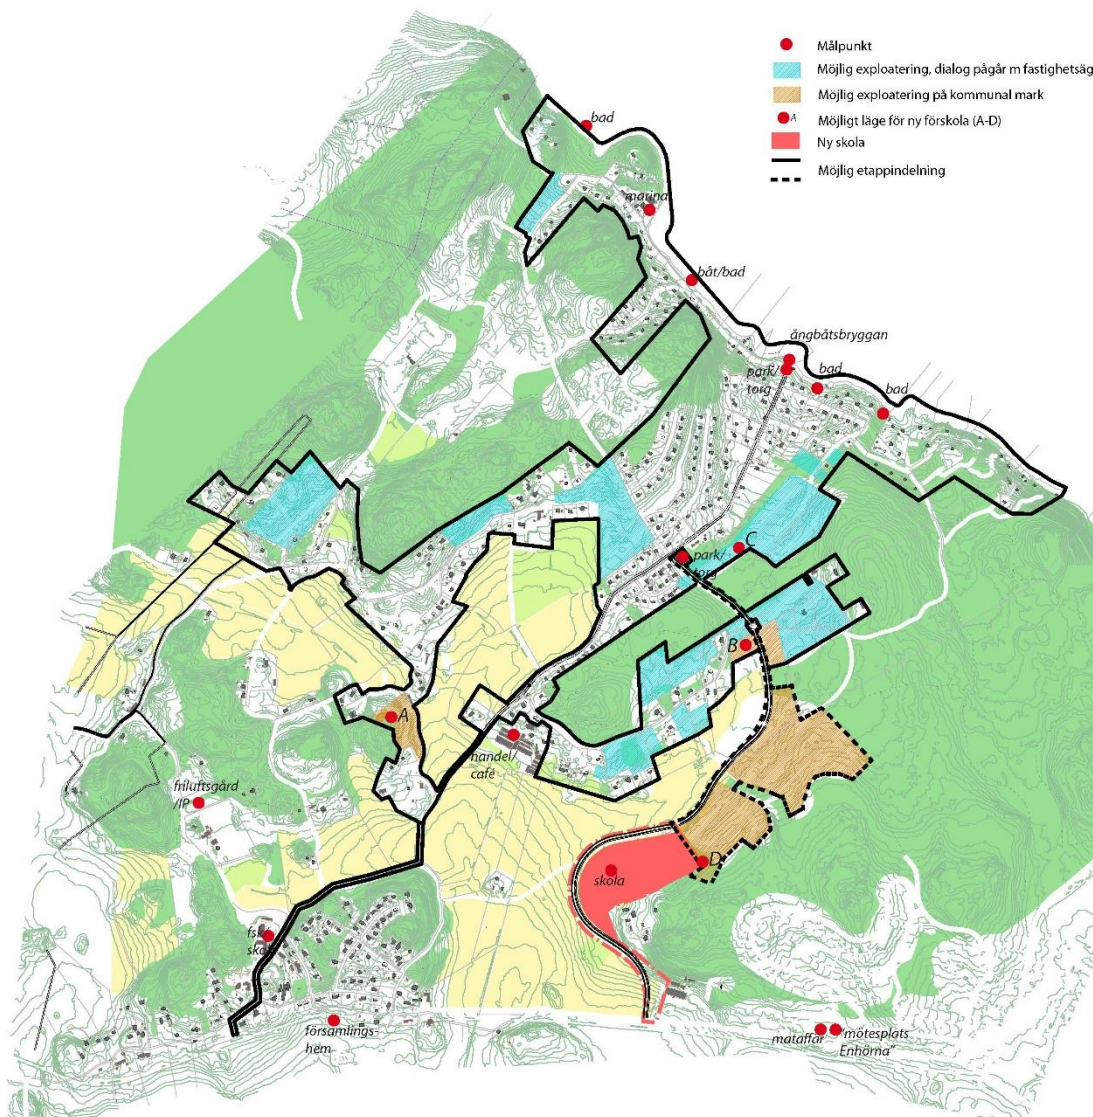 Målpunkt
Möjlig exploatering, dialog pågår m fastighetsäg
Möjlig exploatering på kommunal mark
A
Möjligt läge för ny förskola (A-D)
Ny skola
Möjlig etappindelning
bad
marina
båt/bad
ångbåtsbryggan
park/
torg
bad
bad
C
park/
torg
B
A
handel/
café
friluftsgård
/IP
D
skola
fsk/
skola
församlings-
hem
mataffär
mötesplats
Enhörna"